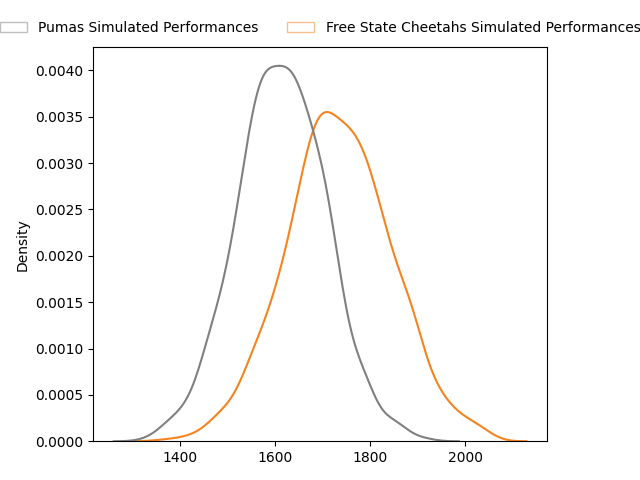 Pumas Simulated Performances
Free State Cheetahs Simulated Performances
0.0040
0.0035
0.0030
0.0025
0.0020
0.0015
0.0010
0.0005
0.0000
Density
1400 1600 1800 2000